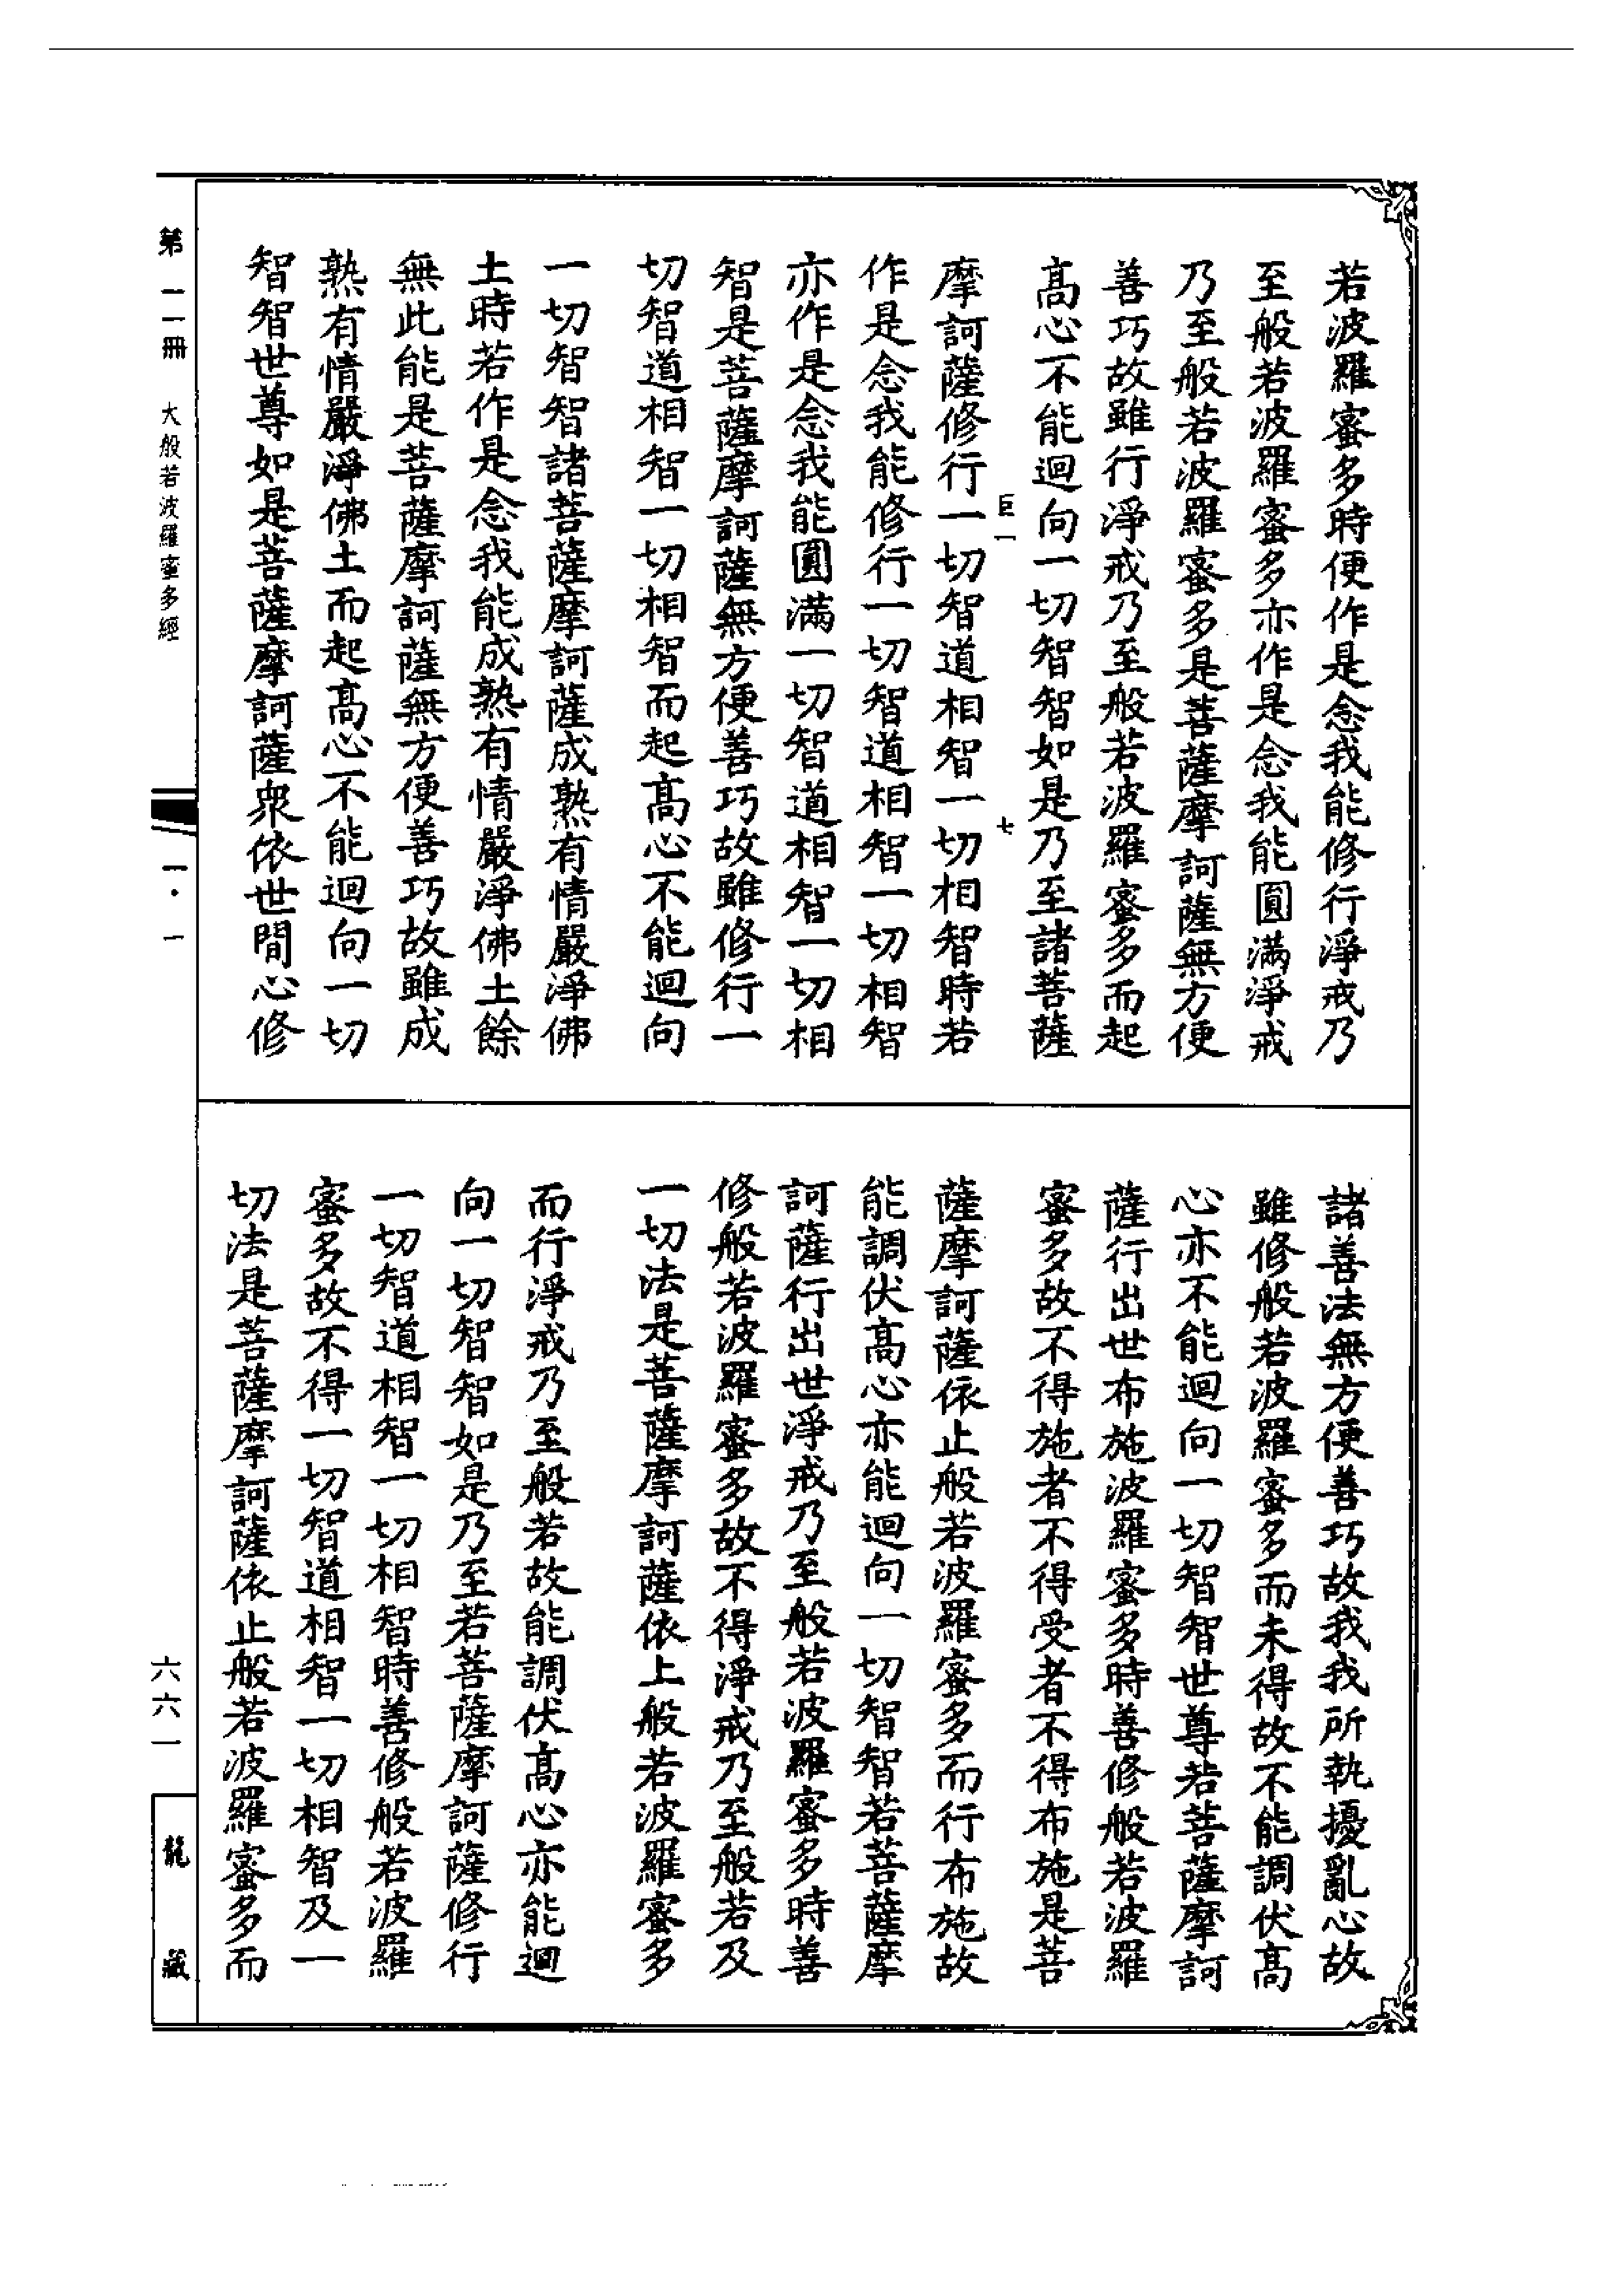 若波羅蜜多時便作是念我能修行淨戒乃
至般若波羅蜜多亦作是念我能圓滿淨戒
乃至般若波羅蜜多是菩薩摩訶薩無方便
善巧故雖行淨戒乃至般若波羅蜜多而起
高心不能迴向一切智智如是乃至諸菩薩
巨一 七
摩訶薩修行一切智道相智一切相智時若
作是念我能修行一切智道相智一切相智
亦作是念我能圓滿一切智道相智一切相
智是菩薩摩訶薩無方便善巧故雖修行一
切智道相智一切相智而起高心不能迴向
一切智智諸菩薩摩訶薩成熟有情嚴淨佛
土時若作是念我能成熟有情嚴淨佛土餘
無此能是菩薩摩訶薩無方便善巧故雖成
熟有情嚴淨佛土而起高心不能迴向一切
智智世尊如是菩薩摩訶薩衆依世間心修
諸善法無方便善巧故我我所執擾亂心故
雖修般若波羅蜜多而未得故不能調伏高
心亦不能迴向一切智智世尊若菩薩摩訶
薩行出世布施波羅蜜多時善修般若波羅
蜜多故不得施者不得受者不得布施是菩
薩摩訶薩依止般若波羅蜜多而行布施故
能調伏高心亦能迴向一切智智若菩薩摩
訶薩行出世淨戒乃至般若波羅蜜多時善
修般若波羅蜜多故不得淨戒乃至般若及
一切法是菩薩摩訶薩依上般若波羅蜜多
而行淨戒乃至般若故能調伏高心亦能迴
向一切智智如是乃至若菩薩摩訶薩修行
一切智道相智一切相智時善修般若波羅
蜜多故不得一切智道相智一切相智及一
切法是菩薩摩訶薩依止般若波羅蜜多而
第一一冊 大般若波羅蜜多經
一·一
六六一
龍藏